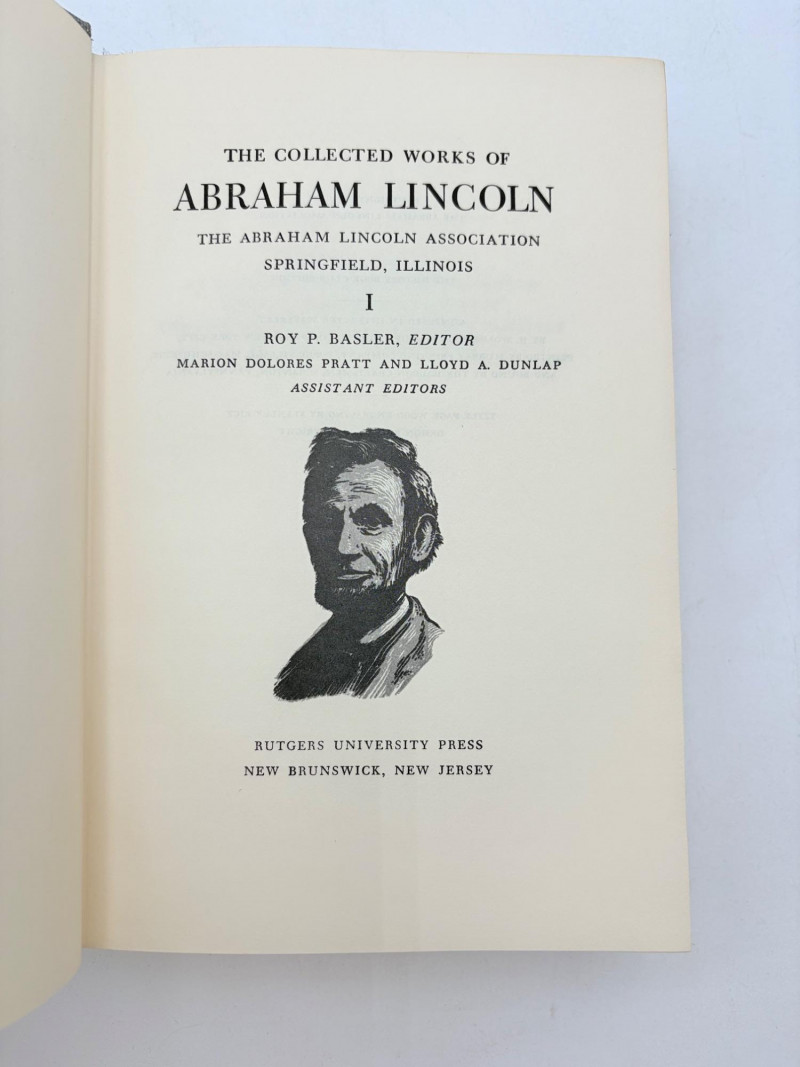 THE COLLECTED WORKS OF
ABRAHAM LINCOLN
THE ABRAHAM LINCOLN ASSOCIATION
SPRINGFIELD, ILLINOIS
I
ROY P. BASLER, EDITOR
MARION DOLORES PRATT AND LLOYD A. DUNLAP
ASSISTANT EDITORS
RUTGERS UNIVERSITY PRESS
NEW BRUNSWICK, NEW JERSEY